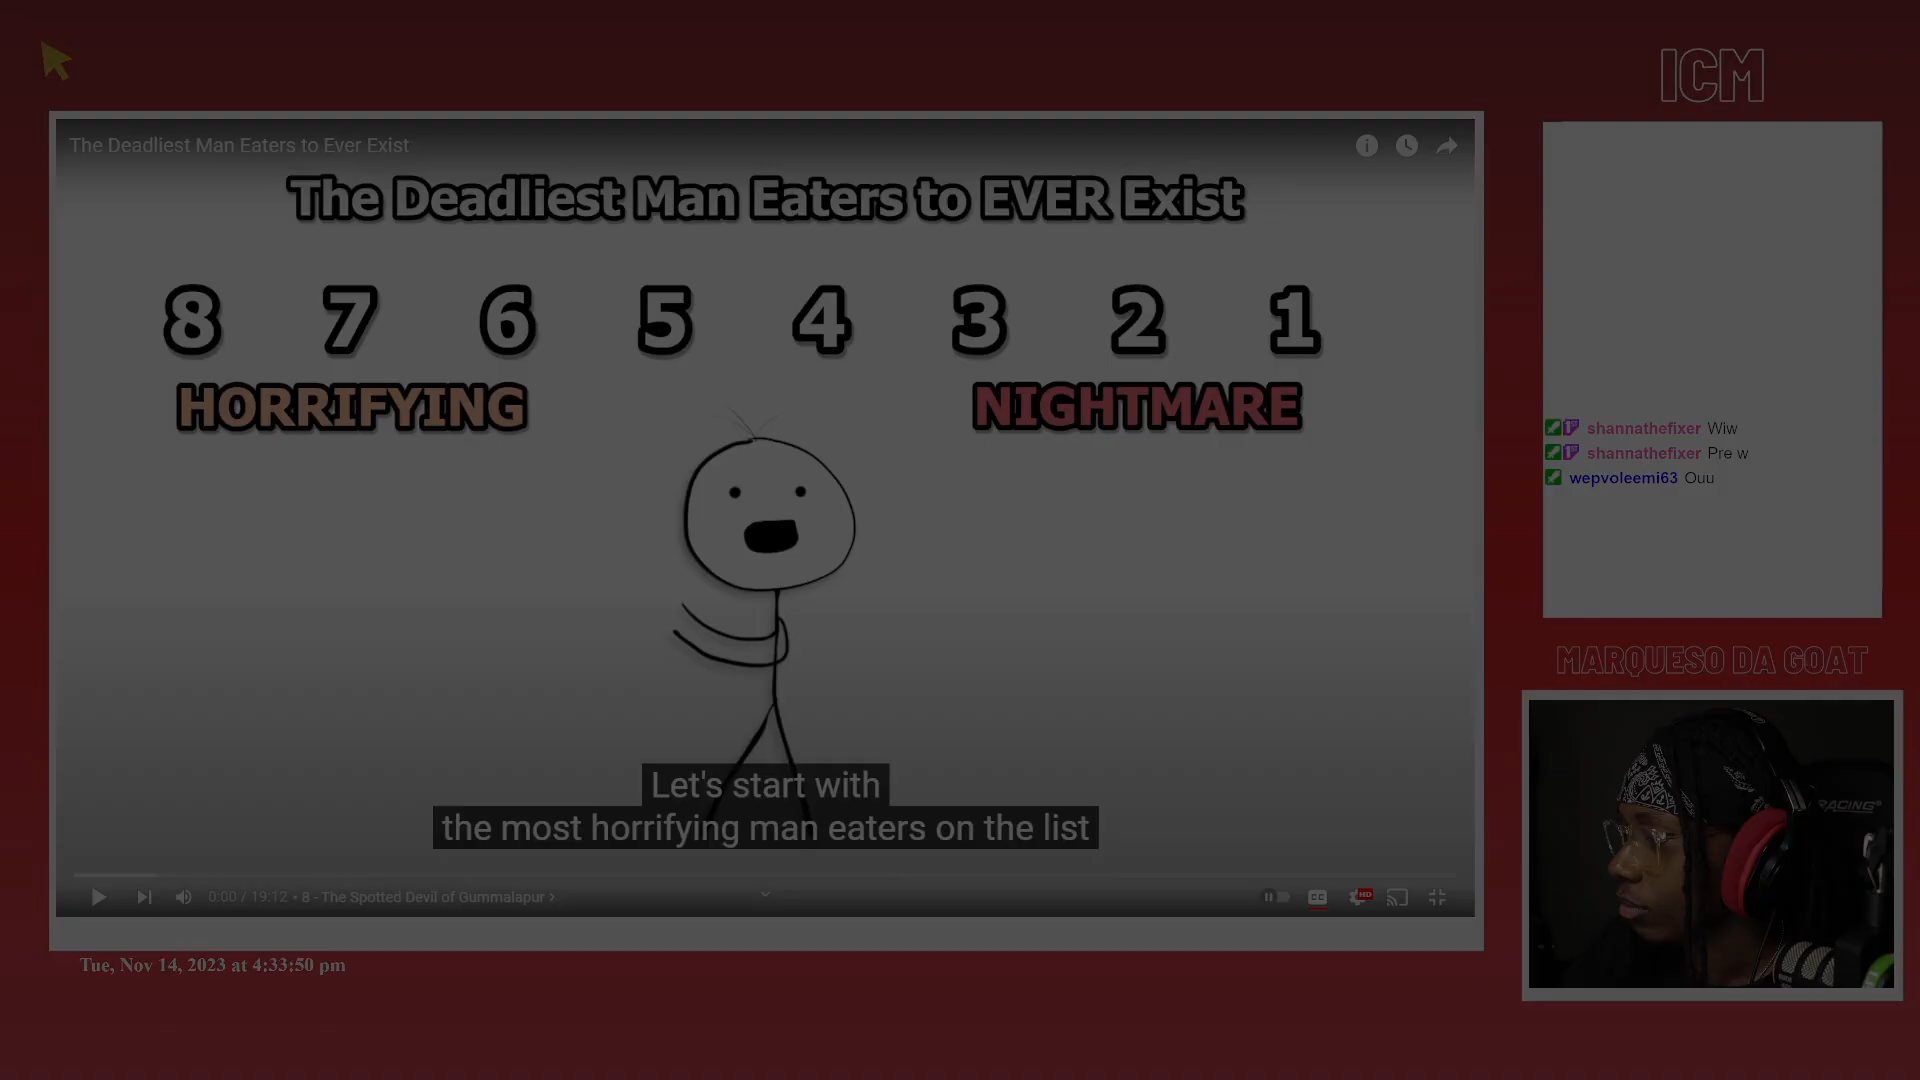 ICM
The Deadliest Man Eaters to Ever Exist
The Deadliest Man Eaters to EVER Exist
8 7 6 5 4 3 2 1
HORRIFYING NIGHTMARE
shannathefixer Wiw
shannathefixer Pre w
wepvoleemi63 Ouu
MARQUESO DA GOAT
Let's start with
the most horrifying man eaters on the list
0:00 / 19:12 • 8 - The Spotted Devil of Gummalapur >
CC
HD
RACING
Tue, Nov 14, 2023 at 4:33:50 pm